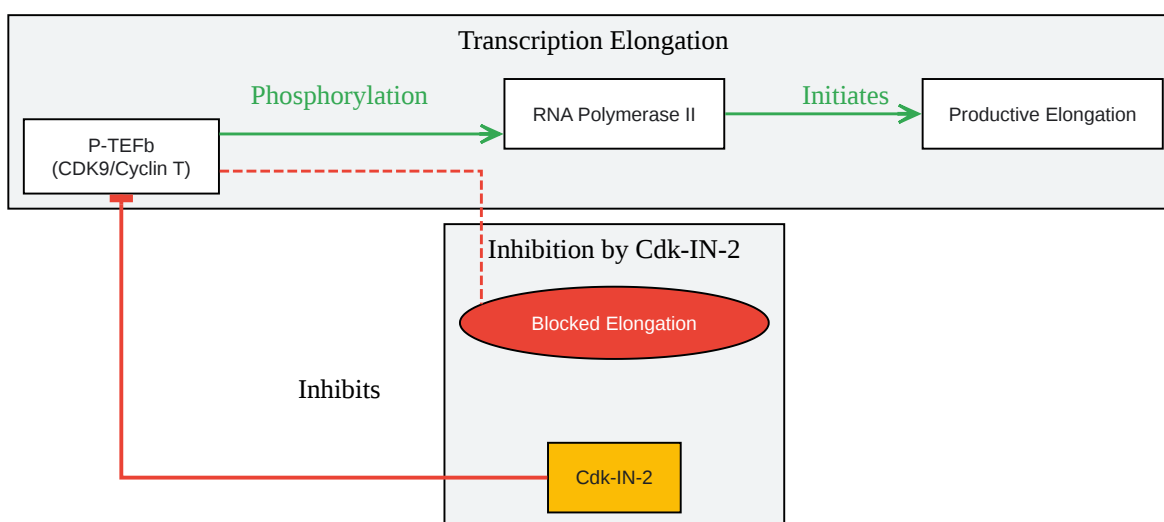 Transcription Elongation
Phosphorylation
Initiates
RNA Polymerase II
Productive Elongation
P-TEFb
(CDK9/Cyclin T)
Inhibition by Cdk-IN-2
Blocked Elongation
Inhibits
Cdk-IN-2